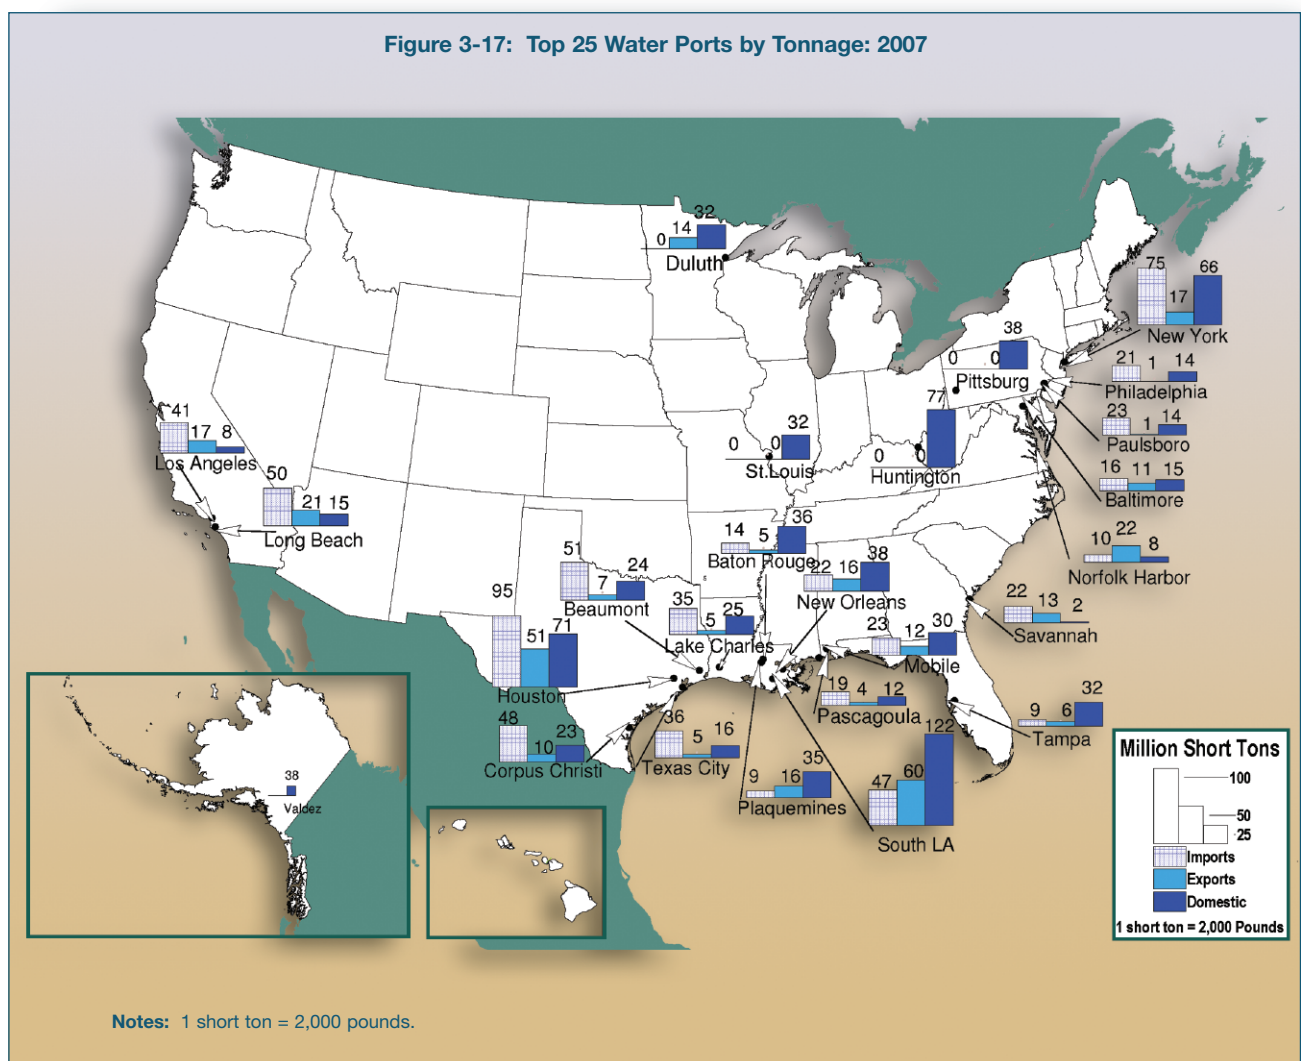 Figure 3-17: Top 25 Water Ports by Tonnage: 2007
0 14 32
Duluth
75 17 66
New York
0 0 38
Pittsburg
21 1 14
Philadelphia
23 1 14
Paulsboro
16 11 15
Baltimore
10 22 8
Norfolk Harbor
0 0 77
Huntington
0 0 32
St.Louis
41 17 8
Los Angeles
50 21 15
Long Beach
14 5 36
Baton Rouge
22 16 38
New Orleans
51 7 24
Beaumont
35 5 25
Lake Charles
22 13 2
Savannah
23 12 30
Mobile
95 51 71
Houston
19 4 12
Pascagoula
9 6 32
Tampa
48 10 23
Corpus Christi
36 5 16
Texas City
9 16 35
Plaquemines
47 60 122
South LA
38
Valdez
Million Short Tons
100
50
25
Imports
Exports
Domestic
1 short ton = 2,000 Pounds
Notes: 1 short ton = 2,000 pounds.